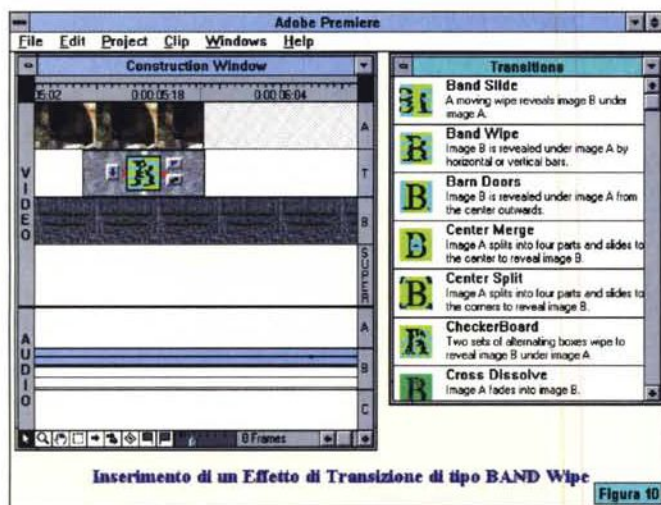 Adobe Premiere
File Edit Project Clip Windows Help
Construction Window
05:02 0:00:05:18 0:00:06:04
VIDEO
A
T
B
SUPER
AUDIO
A
B
C
0 Frames
Transitions
Band Slide
A moving wipe reveals image B under
image A.
Band Wipe
Image B is revealed under image A by
horizontal or vertical bars.
Barn Doors
Image B is revealed under image A from
the center outwards.
Center Merge
Image A splits into four parts and slides to
the center to reveal image B.
Center Split
Image A splits into four parts and slides to
the corners to reveal image B.
CheckerBoard
Two sets of alternating boxes wipe to
reveal image B under image A
Cross Dissolve
Image A fades into image B.
Inserimento di un Effetto di Transizione di tipo BAND Wipe
Figura 10